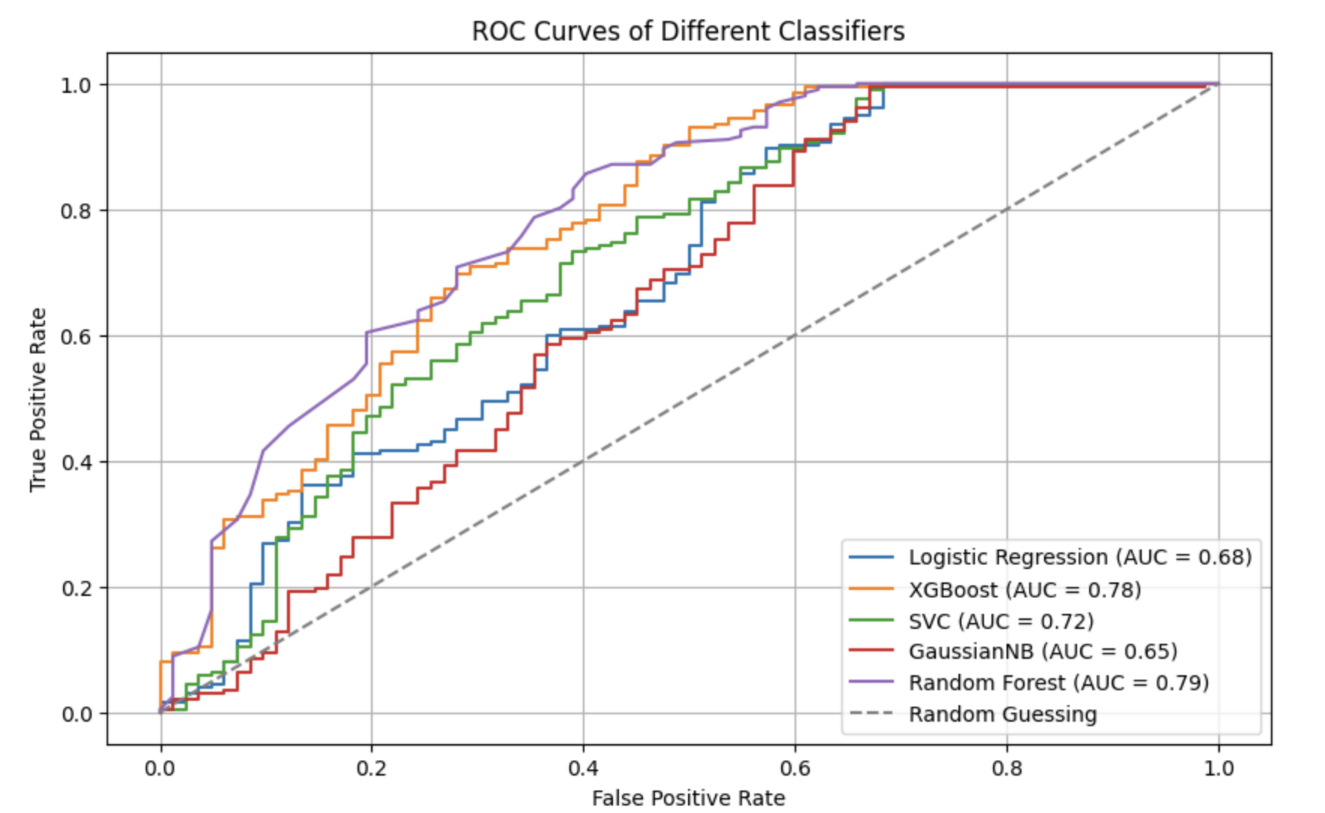 ROC Curves of Different Classifiers
1.0
0.8
0.6
0.4
0.2
0.0
True Positive Rate
Logistic Regression (AUC = 0.68)
XGBoost (AUC = 0.78)
SVC (AUC = 0.72)
GaussianNB (AUC = 0.65)
Random Forest (AUC = 0.79)
Random Guessing
0.0 0.2 0.4 0.6 0.8 1.0
False Positive Rate